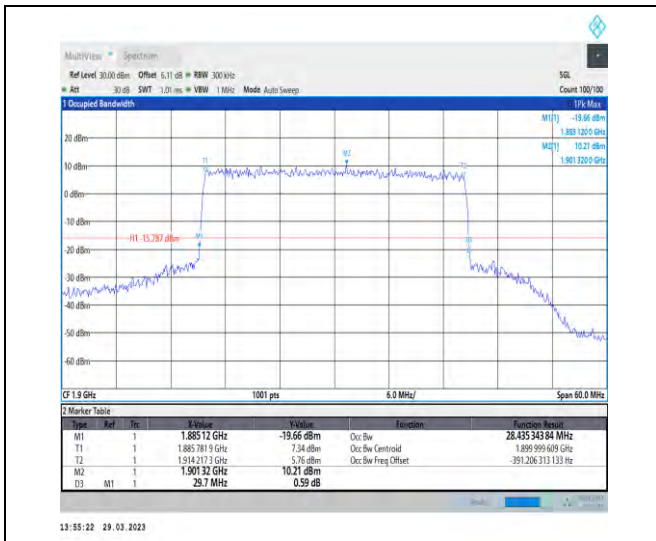 MultiView Spectrum
Ref Level 30.00 dBm Offset 6.11 dB RBW 300 kHz SGL
Att 30 dB SWT 1.01 ms VBW 1 MHz Mode Auto Sweep Count 100/100
1 Occupied Bandwidth 1Pk Max
M1[1] -19.66 dBm
1.885 120 0 GHz
M2[1] 10.21 dBm
1.901 320 0 GHz
20 dBm
T1 M2 T2
10 dBm
0 dBm
-10 dBm
H1 -15.787 dBm M1
-20 dBm
-30 dBm
-40 dBm
-50 dBm
-60 dBm
CF 1.9 GHz 1001 pts 6.0 MHz/ Span 60.0 MHz
2 Marker Table
Type Ref Trc X-Value Y-Value Function Function Result
M1 1 1.88512 GHz -19.66 dBm Occ Bw 28.435 343 84 MHz
T1 1 1.885 781 9 GHz 7.34 dBm Occ Bw Centroid 1.899 999 609 GHz
T2 1 1.914 217 3 GHz 5.76 dBm Occ Bw Freq Offset -391.206 313 133 Hz
M2 1 1.90132 GHz 10.21 dBm
D3 M1 1 29.7 MHz 0.59 dB
13:55:22 29.03.2023